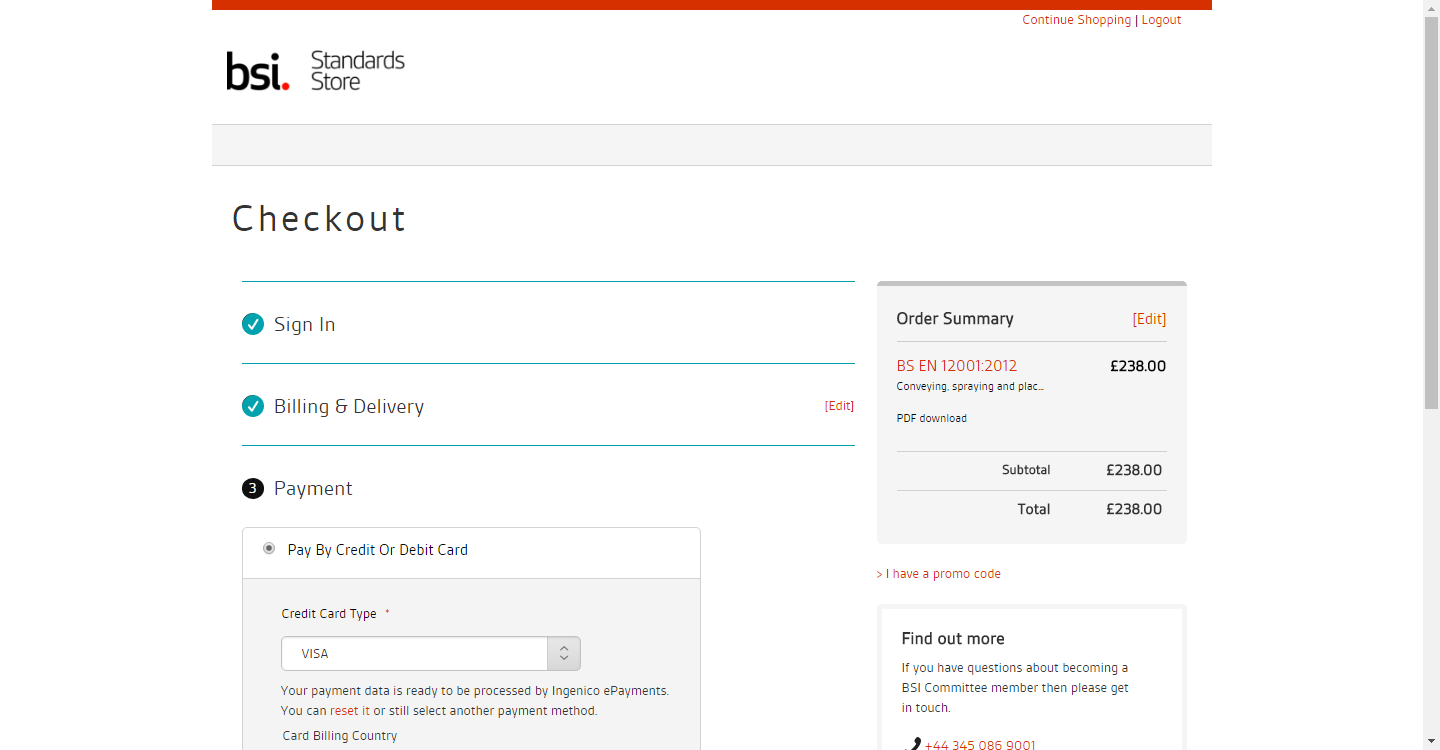 Continue Shopping | Logout
bsi. Standards Store
Checkout
Sign In
Billing & Delivery [Edit]
3 Payment
Pay By Credit Or Debit Card
Credit Card Type *
VISA
Your payment data is ready to be processed by Ingenico ePayments.
You can reset it or still select another payment method.
Card Billing Country
Order Summary [Edit]
BS EN 12001:2012 £238.00
Conveying, spraying and plac...
PDF download
Subtotal £238.00
Total £238.00
> I have a promo code
Find out more
If you have questions about becoming a
BSI Committee member then please get
in touch.
+44 345 086 9001